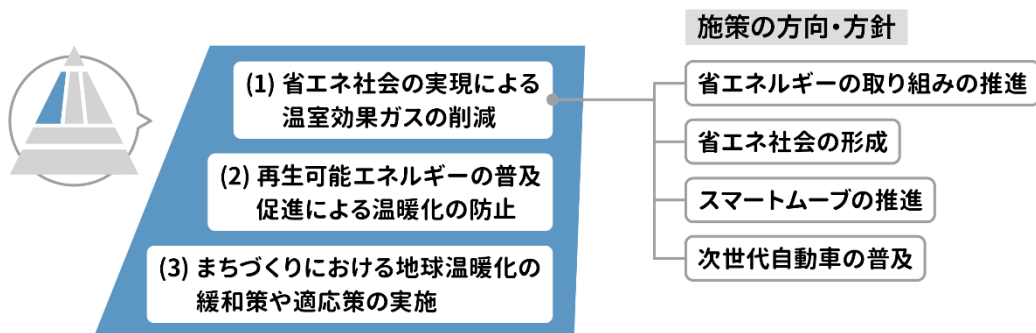 (1) 省エネ社会の実現による
温室効果ガスの削減
(2) 再生可能エネルギーの普及
促進による温暖化の防止
(3) まちづくりにおける地球温暖化の
緩和策や適応策の実施
施策の方向・方針
省エネルギーの取り組みの推進
省エネ社会の形成
スマートムーブの推進
次世代自動車の普及